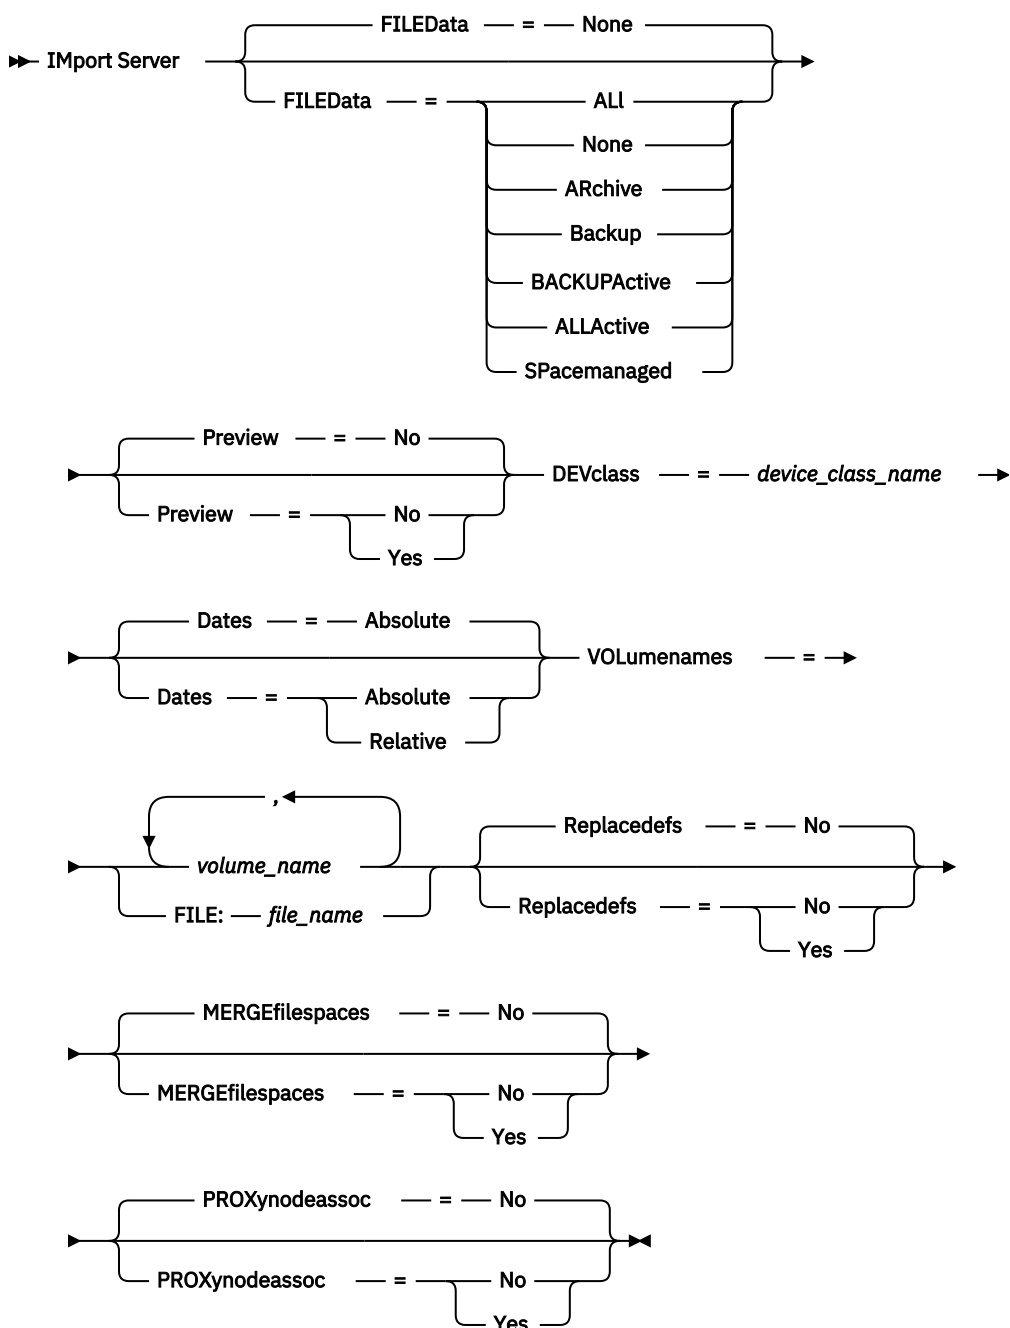 FILEData = None
IMport Server
FILEData = ALl
None
ARchive
Backup
BACKUPActive
ALLActive
SPacemanaged
Preview = No
DEVclass = device_class_name
Preview = No
Yes
Dates = Absolute
VOLumenames =
Dates = Absolute
Relative
,
Replacedefs = No
volume_name
FILE: file_name
Replacedefs = No
Yes
MERGEfilespaces = No
MERGEfilespaces = No
Yes
PROXynodeassoc = No
PROXynodeassoc = No
Yes